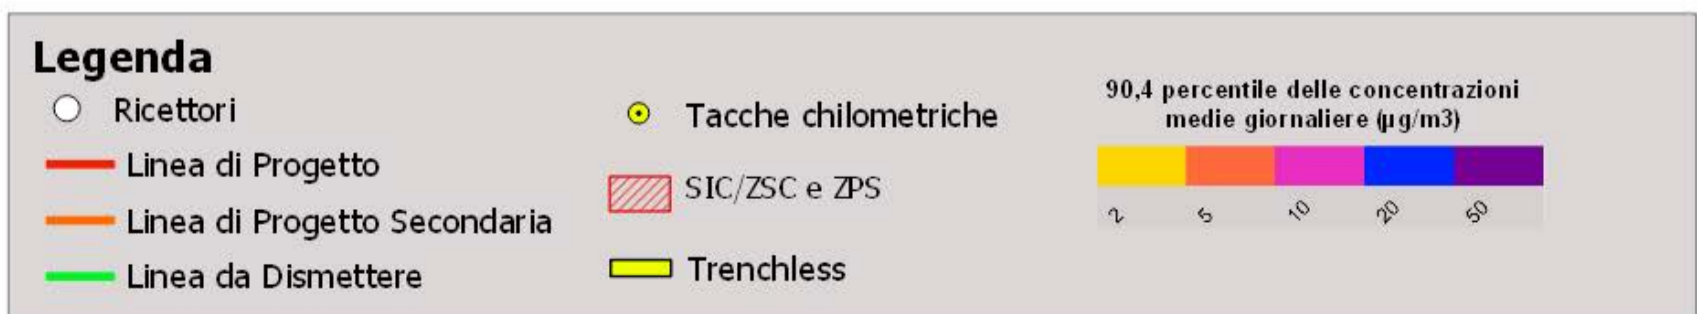 Legenda
Ricettori
Linea di Progetto
Linea di Progetto Secondaria
Linea da Dismettere
Tacche chilometriche
SIC/ZSC e ZPS
Trenchless
90,4 percentile delle concentrazioni
medie giornaliere (µg/m3)
2 5 10 20 50